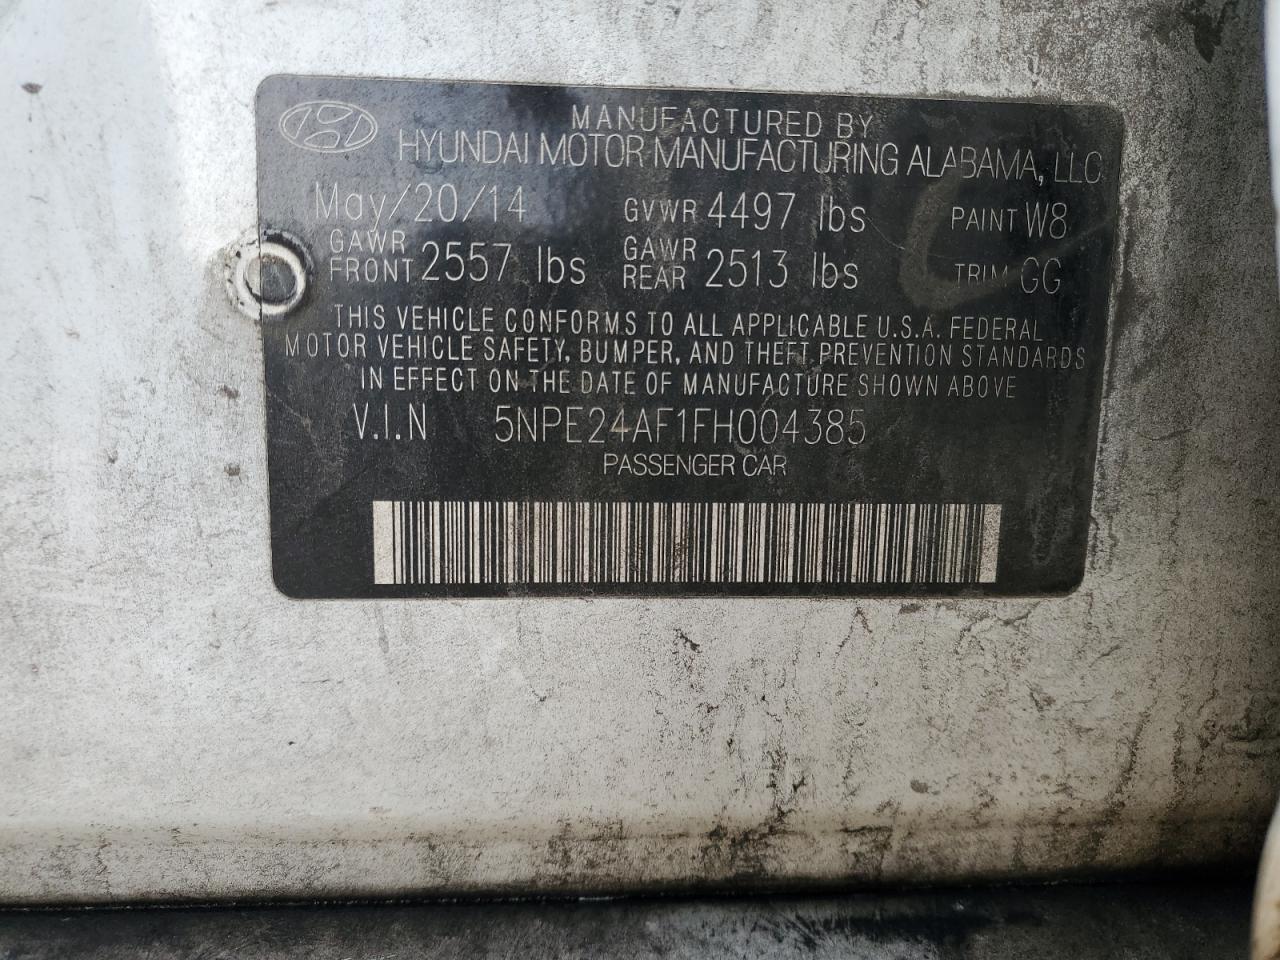 MANUFACTURED BY
HYUNDAI MOTOR MANUFACTURING ALABAMA, LLC
May/20/14 GVWR 4497 lbs PAINT W8
GAWR FRONT 2557 lbs GAWR REAR 2513 lbs TRIM GG
THIS VEHICLE CONFORMS TO ALL APPLICABLE U.S.A. FEDERAL
MOTOR VEHICLE SAFETY, BUMPER, AND THEFT PREVENTION STANDARDS
IN EFFECT ON THE DATE OF MANUFACTURE SHOWN ABOVE
V.I.N 5NPE24AF1FH004385
PASSENGER CAR